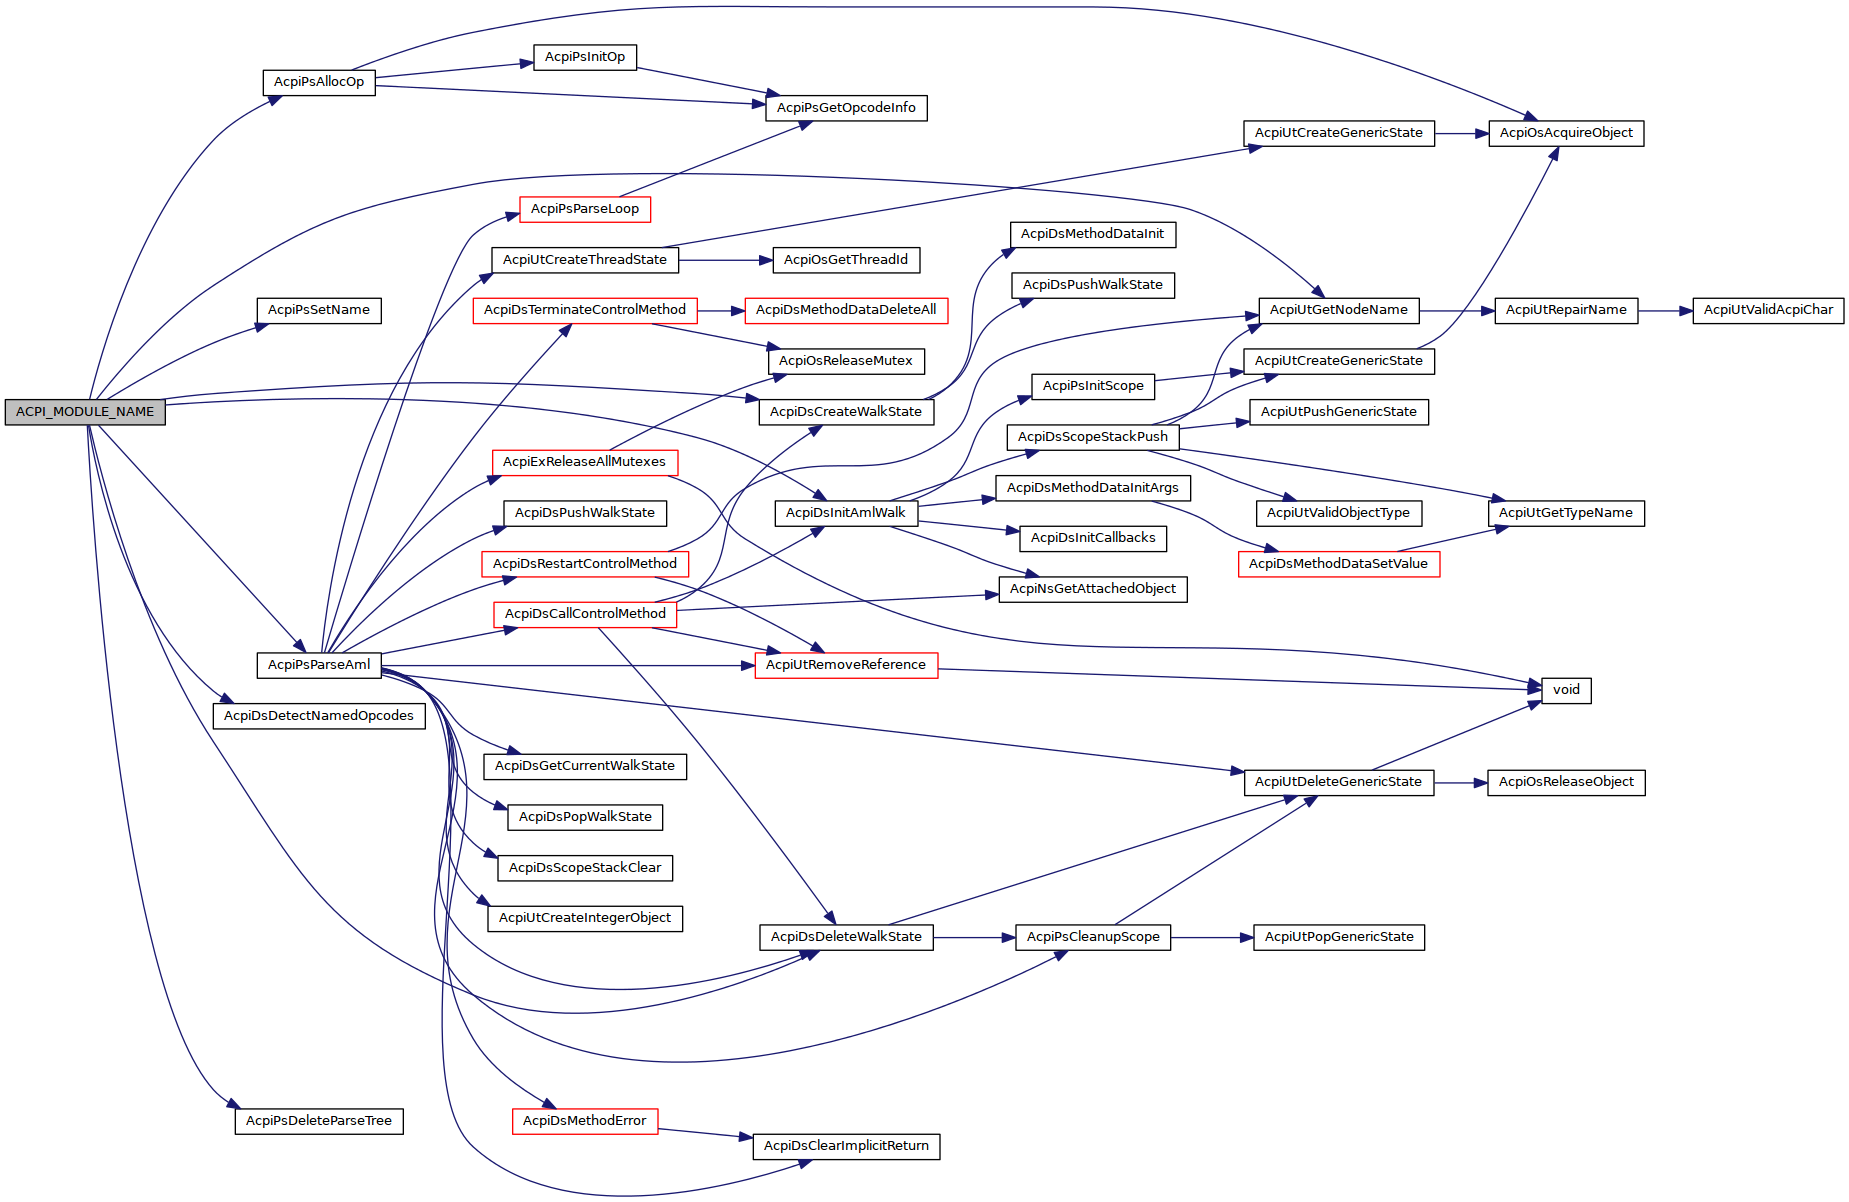 AcpiPsInitOp
AcpiPsAllocOp
AcpiPsGetOpcodeInfo
AcpiUtCreateGenericState
AcpiOsAcquireObject
AcpiPsParseLoop
AcpiDsMethodDataInit
AcpiUtCreateThreadState
AcpiOsGetThreadId
AcpiDsPushWalkState
AcpiPsSetName
AcpiDsTerminateControlMethod
AcpiDsMethodDataDeleteAll
AcpiUtGetNodeName
AcpiUtRepairName
AcpiUtValidAcpiChar
AcpiOsReleaseMutex
AcpiUtCreateGenericState
AcpiPsInitScope
ACPI_MODULE_NAME
AcpiDsCreateWalkState
AcpiUtPushGenericState
AcpiDsScopeStackPush
AcpiExReleaseAllMutexes
AcpiDsMethodDataInitArgs
AcpiDsPushWalkState
AcpiDsInitAmlWalk
AcpiUtValidObjectType
AcpiUtGetTypeName
AcpiDsInitCallbacks
AcpiDsRestartControlMethod
AcpiDsMethodDataSetValue
AcpiNsGetAttachedObject
AcpiDsCallControlMethod
AcpiPsParseAml
AcpiUtRemoveReference
void
AcpiDsDetectNamedOpcodes
AcpiDsGetCurrentWalkState
AcpiUtDeleteGenericState
AcpiOsReleaseObject
AcpiDsPopWalkState
AcpiDsScopeStackClear
AcpiUtCreateIntegerObject
AcpiDsDeleteWalkState
AcpiPsCleanupScope
AcpiUtPopGenericState
AcpiPsDeleteParseTree
AcpiDsMethodError
AcpiDsClearImplicitReturn